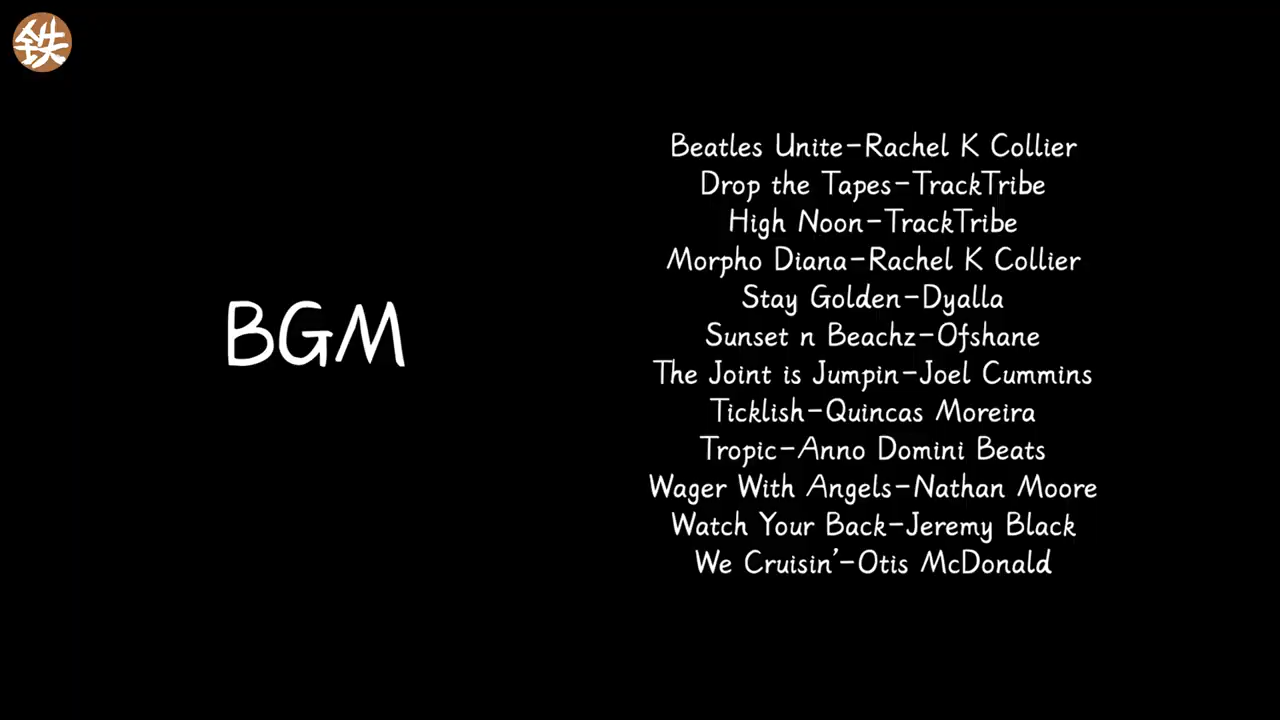 鉄
BGM
Beatles Unite-Rachel K Collier
Drop the Tapes-TrackTribe
High Noon-TrackTribe
Morpho Diana-Rachel K Collier
Stay Golden-Dyalla
Sunset n Beachz-Ofshane
The Joint is Jumpin-Joel Cummins
Ticklish-Quincas Moreira
Tropic-Anno Domini Beats
Wager With Angels-Nathan Moore
Watch Your Back-Jeremy Black
We Cruisin'-Otis McDonald